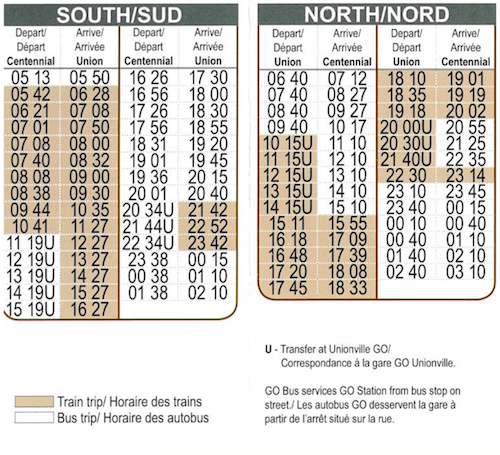 SOUTH/SUD
Depart/ Arrive/ Depart/ Arrive/
Départ Arrivée Départ Arrivée
Centennial Union Centennial Union
05 13 05 50 16 26 17 30
05 42 06 28 16 56 18 00
06 21 07 08 17 26 18 30
07 01 07 50 17 56 18 55
07 08 08 00 18 31 19 20
07 40 08 32 19 01 19 45
08 08 09 00 19 36 20 15
08 38 09 30 20 01 20 40
09 44 10 35 20 34U 21 42
10 41 11 27 21 44U 22 52
11 19U 12 27 22 34U 23 42
12 19U 13 27 23 38 00 15
13 19U 14 27 00 38 01 10
14 19U 15 27 01 38 02 10
15 19U 16 27
Train trip/ Horaire des trains
Bus trip/ Horaire des autobus
NORTH/NORD
Depart/ Arrive/ Depart/ Arrive/
Départ Arrivée Départ Arrivée
Union Centennial Union Centennial
06 40 07 12 18 10 19 01
07 40 08 27 18 35 19 19
08 40 09 27 19 18 20 02
09 40 10 17 20 00U 20 55
10 15U 11 10 20 30U 21 25
11 15U 12 10 21 40U 22 35
12 15U 13 10 22 30 23 14
13 15U 14 10 23 10 23 45
14 15U 15 10 23 40 00 15
15 11 15 55 00 40 01 10
16 18 17 09 01 40 02 10
16 48 17 39 02 40 03 10
17 20 18 08
17 45 18 33
U - Transfer at Unionville GO/
Correspondance à la gare GO Unionville.
GO Bus services GO Station from bus stop on
street./ Les autobus GO desservent la gare à
partir de l'arrêt situé sur la rue.